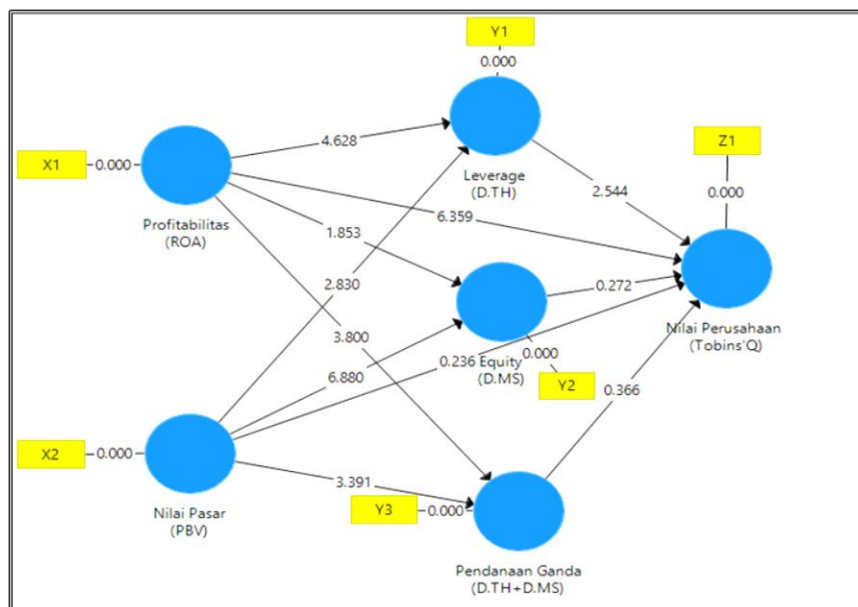 Y1
0.000
Z1
X1
0.000
4.628
Leverage
(D.TH)
2.544
0.000
Profitabilitas
(ROA)
6.359
1.853
2.830
0.272
3.800
Nilai Perusahaan
(Tobins'Q)
0.236
Equity
(D.MS)
0.000
Y2
6.880
0.366
X2
0.000
3.391
Y3
0.000
Nilai Pasar
(PBV)
Pendanaan Ganda
(D.TH+D.MS)